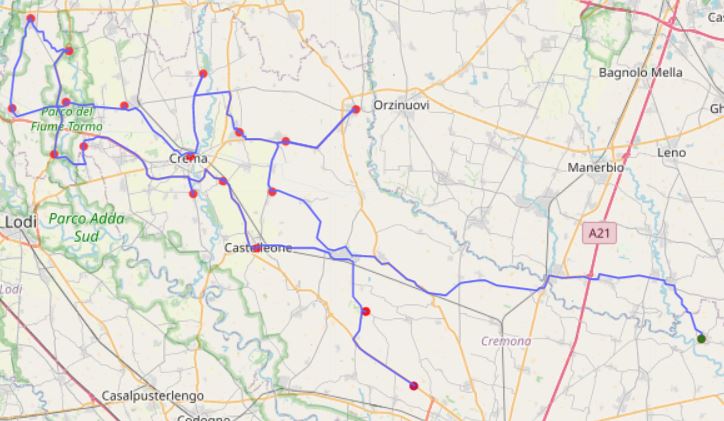 Cas
Bagnolo Mella
Orzinuovi
Gh
Parco del
Fiume Tormo
Crema
Leno
Manerbio
Lodi
Parco Adda
Sud
A21
Castelleone
Lodi
Cremona
Casalpusterlengo
Codogno